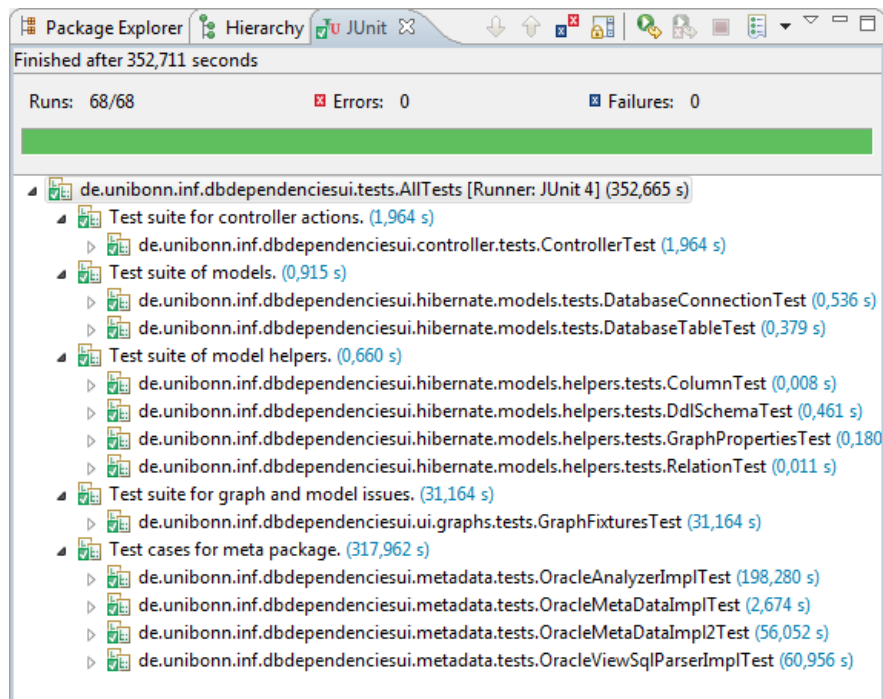 Package Explorer Hierarchy JU JUnit
Finished after 352,711 seconds
Runs: 68/68 Errors: 0 Failures: 0
de.unibonn.inf.dbdependenciesui.tests.AllTests [Runner: JUnit 4] (352,665 s)
Test suite for controller actions. (1,964 s)
de.unibonn.inf.dbdependenciesui.controller.tests.ControllerTest (1,964 s)
Test suite of models. (0,915 s)
de.unibonn.inf.dbdependenciesui.hibernate.models.tests.DatabaseConnectionTest (0,536 s)
de.unibonn.inf.dbdependenciesui.hibernate.models.tests.DatabaseTableTest (0,379 s)
Test suite of model helpers. (0,660 s)
de.unibonn.inf.dbdependenciesui.hibernate.models.helpers.tests.ColumnTest (0,008 s)
de.unibonn.inf.dbdependenciesui.hibernate.models.helpers.tests.DdlSchemaTest (0,461 s)
de.unibonn.inf.dbdependenciesui.hibernate.models.helpers.tests.GraphPropertiesTest (0,180
de.unibonn.inf.dbdependenciesui.hibernate.models.helpers.tests.RelationTest (0,011 s)
Test suite for graph and model issues. (31,164 s)
de.unibonn.inf.dbdependenciesui.ui.graphs.tests.GraphFixturesTest (31,164 s)
Test cases for meta package. (317,962 s)
de.unibonn.inf.dbdependenciesui.metadata.tests.OracleAnalyzerImplTest (198,280 s)
de.unibonn.inf.dbdependenciesui.metadata.tests.OracleMetaDataImplTest (2,674 s)
de.unibonn.inf.dbdependenciesui.metadata.tests.OracleMetaDataImpl2Test (56,052 s)
de.unibonn.inf.dbdependenciesui.metadata.tests.OracleViewSqlParserImplTest (60,956 s)